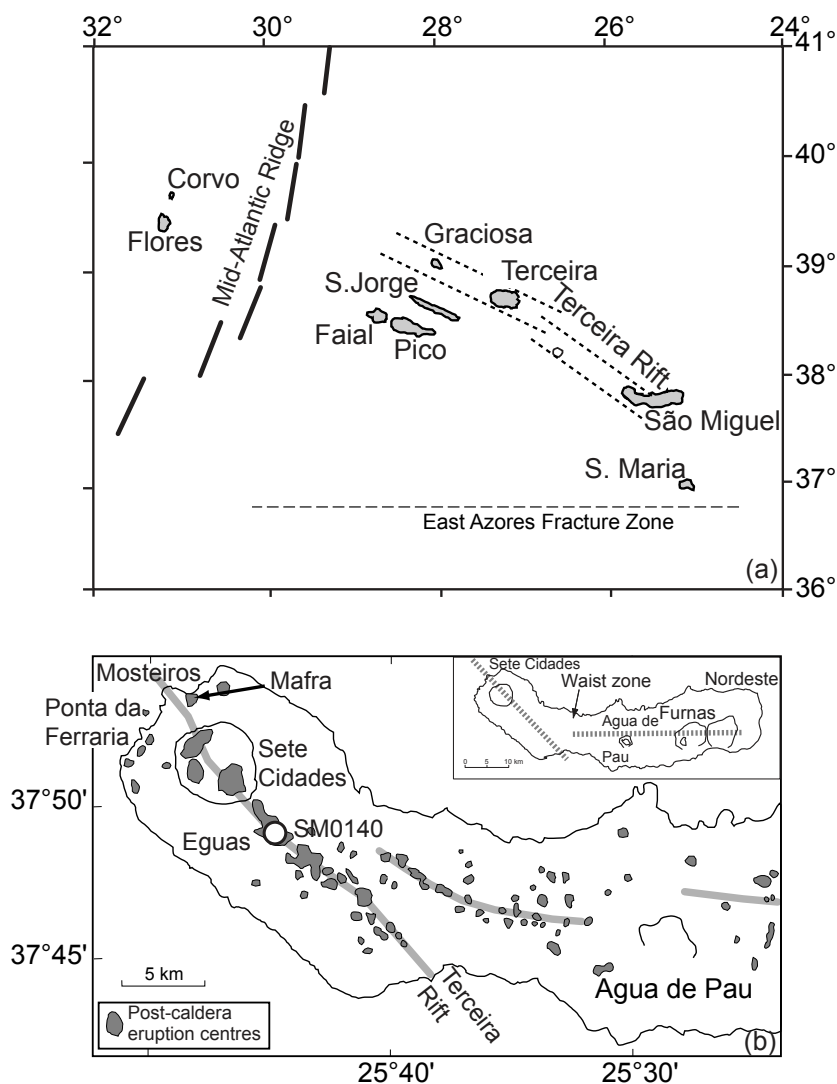 32°
30°
28°
26°
24°
41°
40°
39°
38°
37°
36°
Mid-Atlantic Ridge
Corvo
Flores
Graciosa
Terceira
S.Jorge
Terceira Rift
Faial
Pico
São Miguel
S. Maria
East Azores Fracture Zone
(a)
Mosteiros
Mafra
Ponta da
Ferraria
Sete
Cidades
37°50'
Eguas
SM0140
37°45'
5 km
Terceira
Rift
Agua de Pau
Post-caldera
eruption centres
(b)
25°40'
25°30'
Sete Cidades
Waist zone
Nordeste
Agua de
Furnas
Pau
0 5 10 km